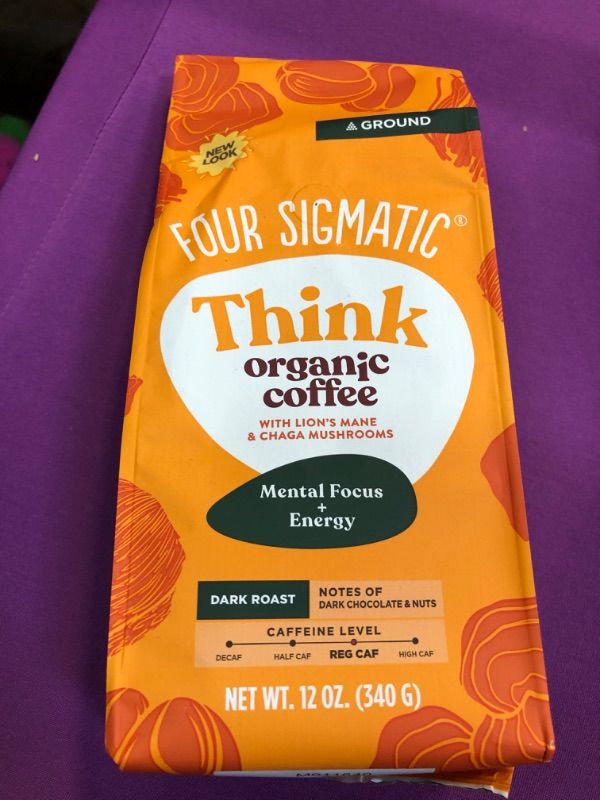 GROUND
NEW
LOOK
FOUR SIGMATIC®
Think
organic
coffee
WITH LION'S MANE
& CHAGA MUSHROOMS
Mental Focus
+
Energy
DARK ROAST
NOTES OF
DARK CHOCOLATE & NUTS
CAFFEINE LEVEL
DECAF HALF CAF REG CAF HIGH CAF
NET WT. 12 OZ. (340 G)